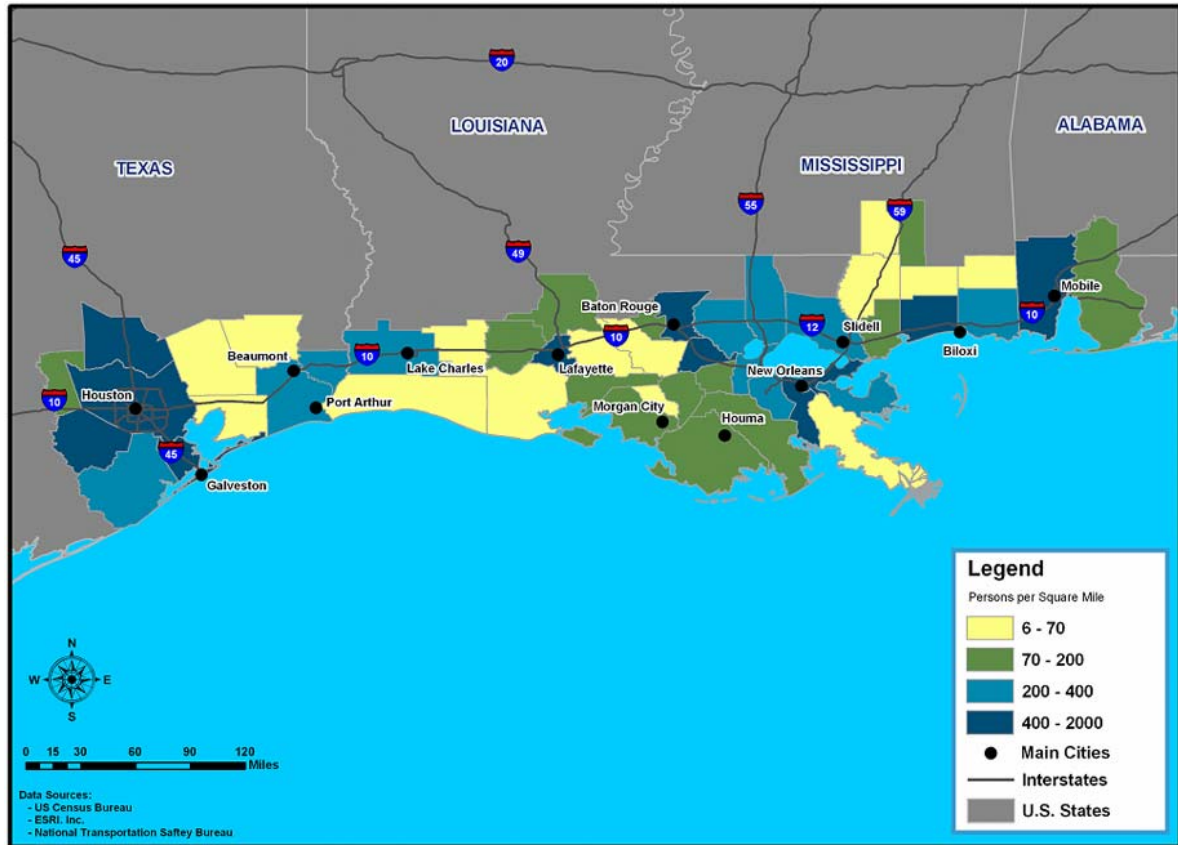 20
LOUISIANA
ALABAMA
TEXAS
MISSISSIPPI
55
59
45
49
Baton Rouge
Mobile
10
12
Slidell
10
Beaumont
10
Lake Charles
Lafayette
Biloxi
New Orleans
10
Houston
Port Arthur
Morgan City
Houma
45
Galveston
Legend
Persons per Square Mile
6 - 70
70 - 200
200 - 400
400 - 2000
Main Cities
Interstates
U.S. States
N
W
E
S
0 15 30 60 90 120
Miles
Data Sources:
- US Census Bureau
- ESRI. Inc.
- National Transportation Saftey Bureau